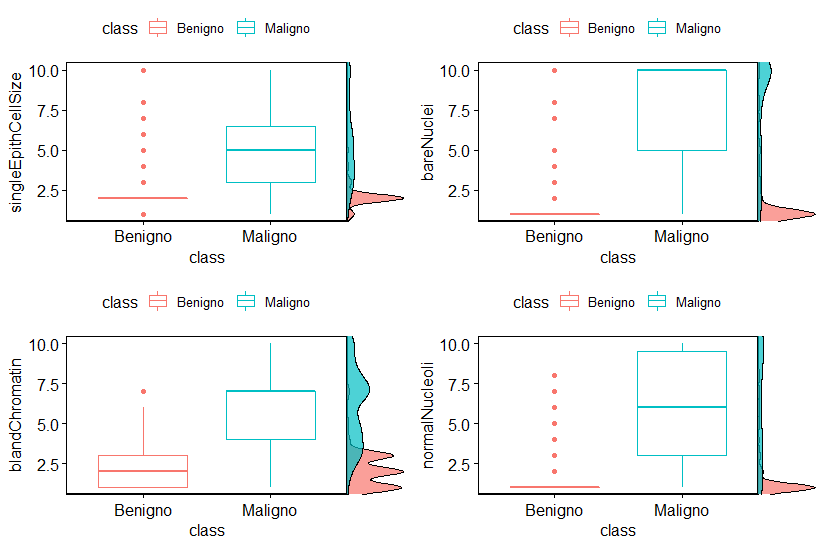 class Benigno Maligno
singleEpithCellSize
10.0
7.5
5.0
2.5
Benigno Maligno
class
class Benigno Maligno
bareNuclei
10.0
7.5
5.0
2.5
Benigno Maligno
class
class Benigno Maligno
blandChromatin
10.0
7.5
5.0
2.5
Benigno Maligno
class
class Benigno Maligno
normalNucleoli
10.0
7.5
5.0
2.5
Benigno Maligno
class